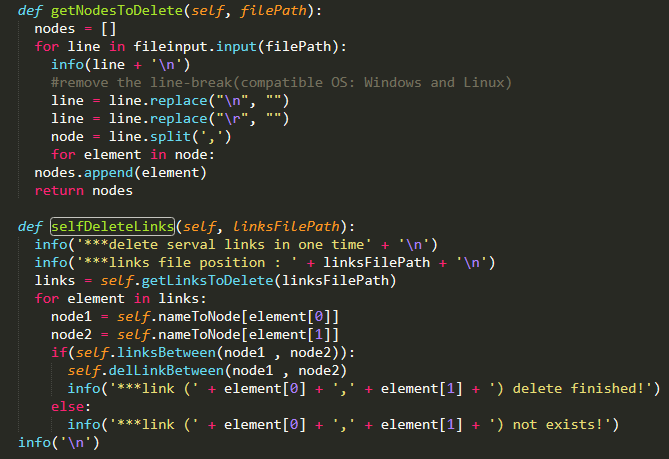 def getNodesToDelete(self, filePath):
  nodes = []
  for line in fileinput.input(filePath):
    info(line + '\n')
    #remove the line-break(compatible OS: Windows and Linux)
    line = line.replace("\n", "")
    line = line.replace("\r", "")
    node = line.split(',')
    for element in node:
  nodes.append(element)
  return nodes

def selfDeleteLinks(self, linksFilePath):
  info('***delete serval links in one time' + '\n')
  info('***links file position : ' + linksFilePath + '\n')
  links = self.getLinksToDelete(linksFilePath)
  for element in links:
    node1 = self.nameToNode[element[0]]
    node2 = self.nameToNode[element[1]]
    if(self.linksBetween(node1 , node2)):
      self.delLinkBetween(node1 , node2)
      info('***link (' + element[0] + ',' + element[1] + ') delete finished!')
    else:
      info('***link (' + element[0] + ',' + element[1] + ') not exists!')
info('\n')